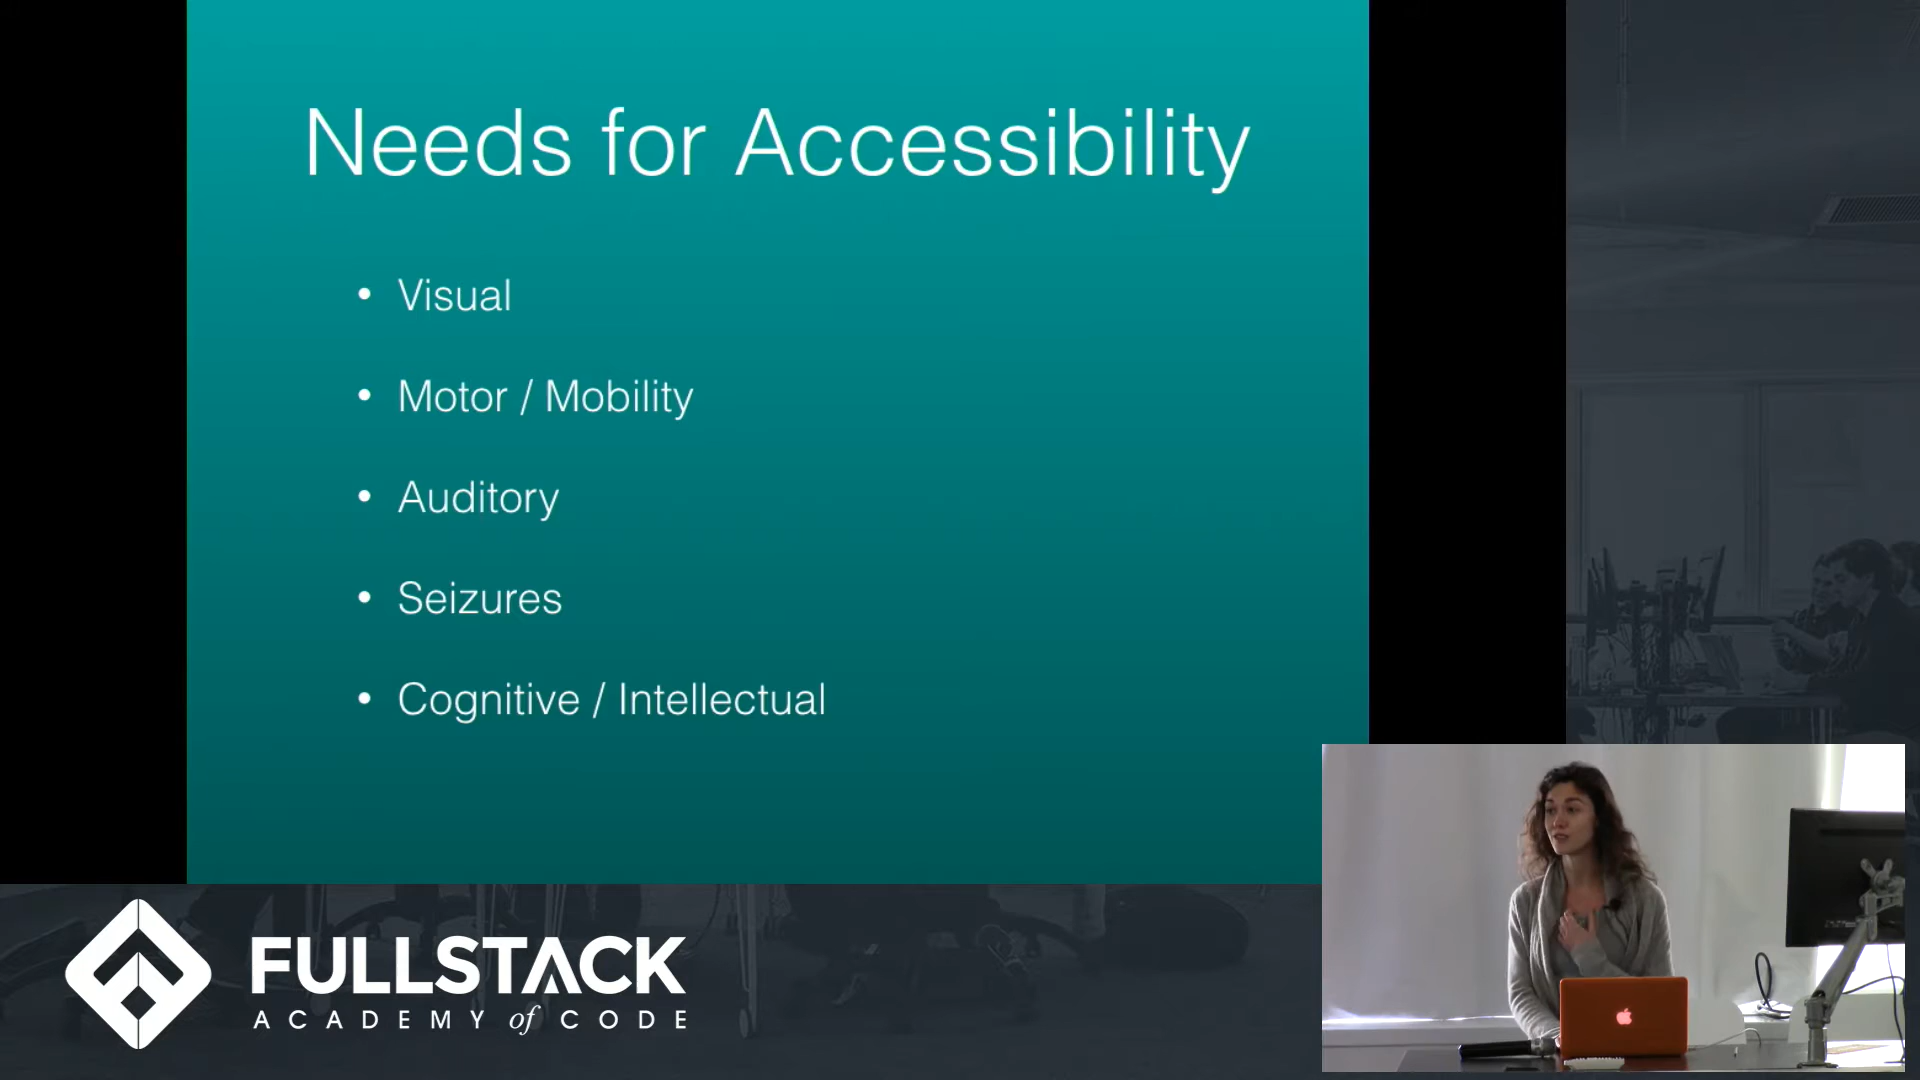 Needs for Accessibility
• Visual
• Motor / Mobility
• Auditory
• Seizures
• Cognitive / Intellectual
FULLSTACK
ACADEMY of CODE